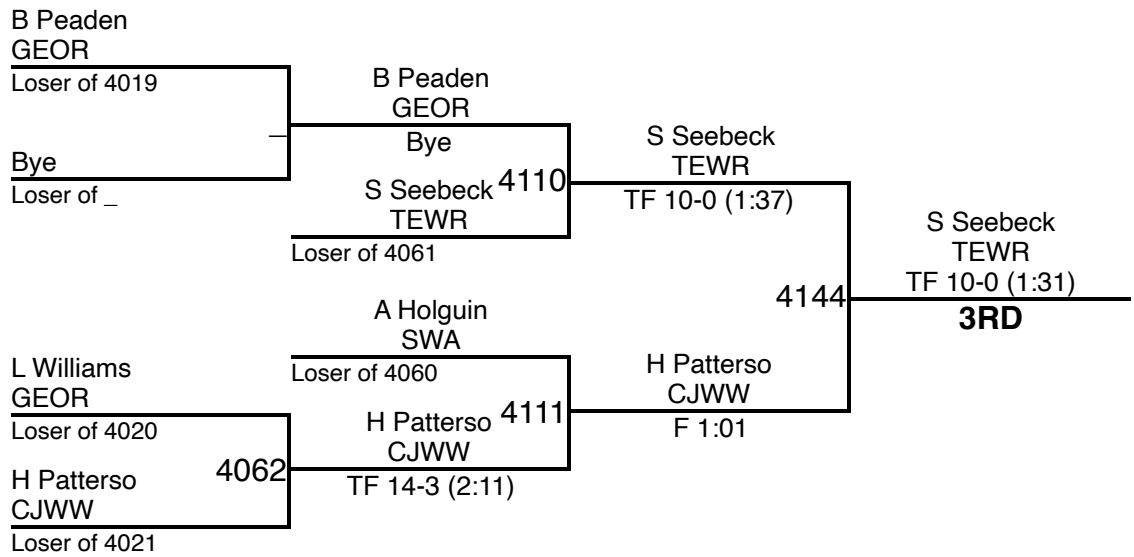 B Peaden
GEOR
Loser of 4019
_
Bye
Loser of _
B Peaden
GEOR
Bye
4110
S Seebeck
TEWR
Loser of 4061
S Seebeck
TEWR
TF 10-0 (1:37)
4144
S Seebeck
TEWR
TF 10-0 (1:31)
3RD
A Holguin
SWA
Loser of 4060
4111
H Patterso
CJWW
F 1:01
L Williams
GEOR
Loser of 4020
4062
H Patterso
CJWW
TF 14-3 (2:11)
H Patterso
CJWW
Loser of 4021